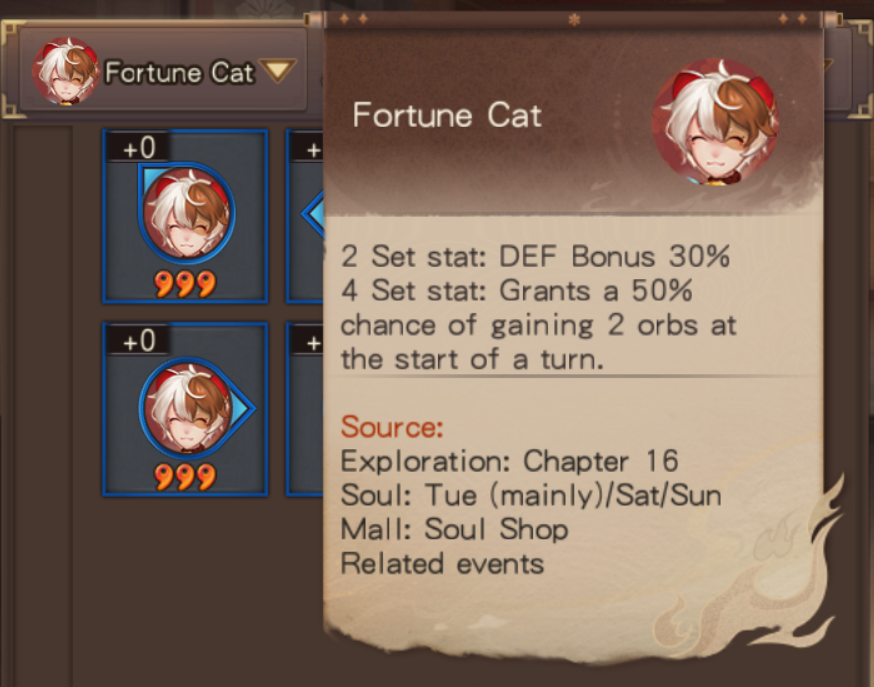 Fortune Cat
+0
+
+0
+
Fortune Cat
2 Set stat: DEF Bonus 30%
4 Set stat: Grants a 50%
chance of gaining 2 orbs at
the start of a turn.
Source:
Exploration: Chapter 16
Soul: Tue (mainly)/Sat/Sun
Mall: Soul Shop
Related events